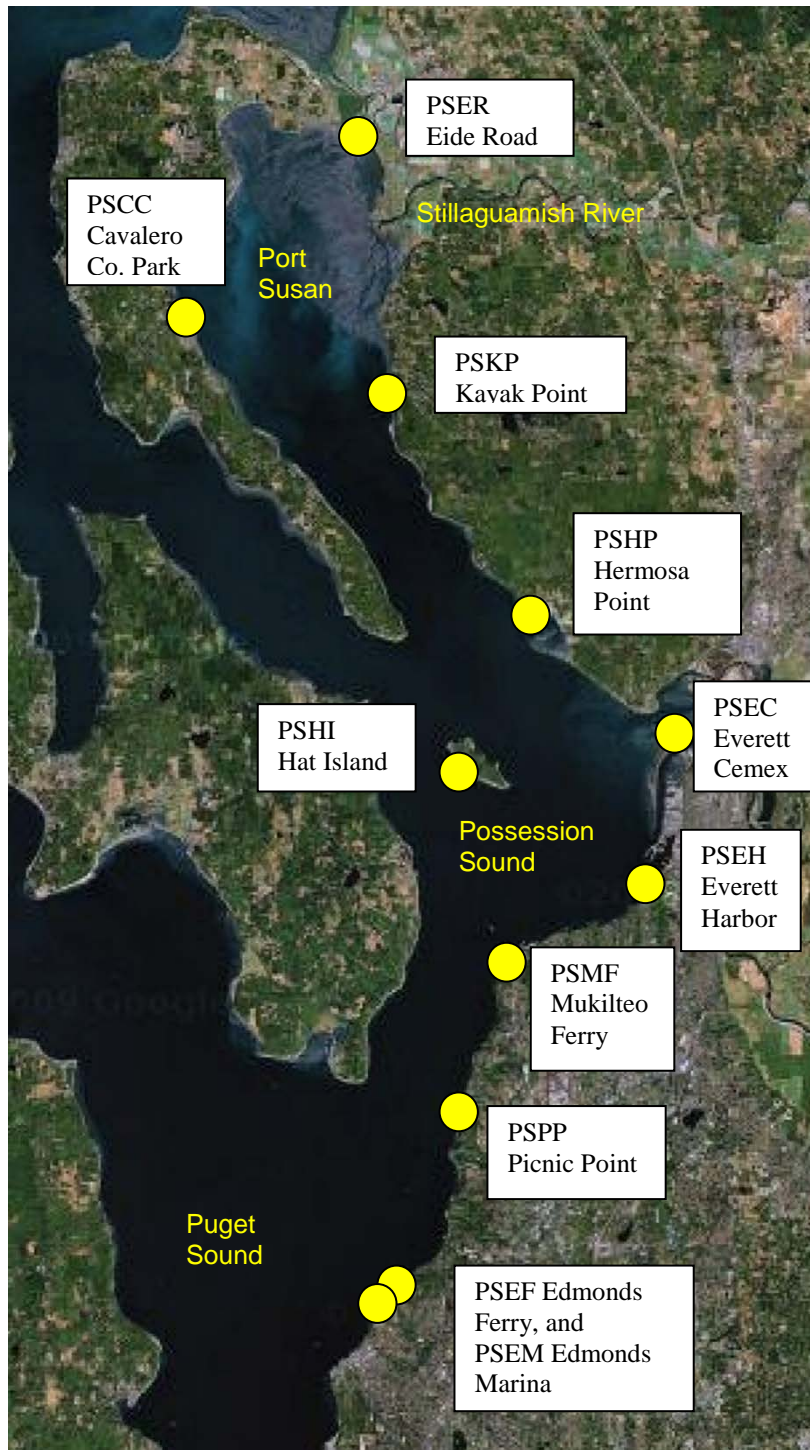 PSER
Eide Road
PSCC
Cavalero
Co. Park
Stillaguamish River
Port
Susan
PSKP
Kavak Point
PSHP
Hermosa
Point
PSHI
Hat Island
PSEC
Everett
Cemex
Possession
Sound
PSEH
Everett
Harbor
PSMF
Mukilteo
Ferry
PSPP
Picnic Point
Puget
Sound
PSEF Edmonds
Ferry, and
PSEM Edmonds
Marina